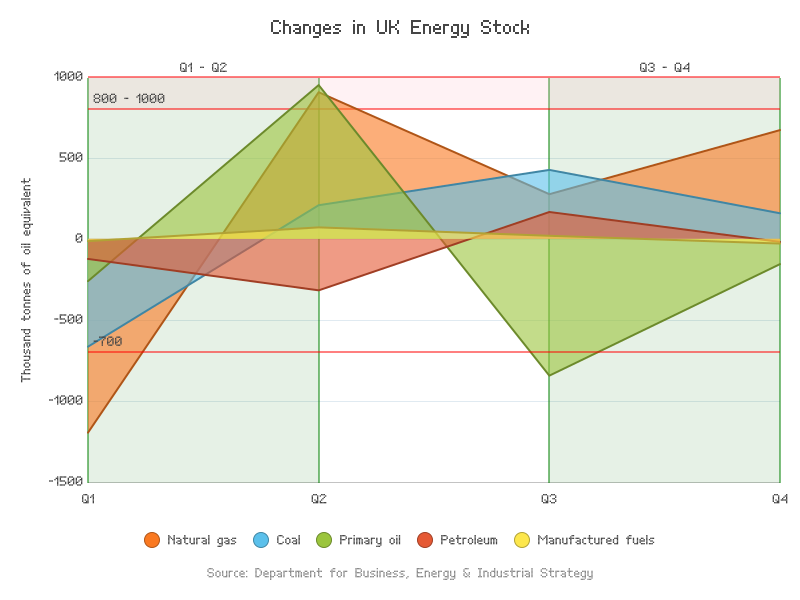 Changes in UK Energy Stock
Q1 - Q2
Q3 - Q4
1000
800 - 1000
500
0
-500
-700
-1000
-1500
Thousand tonnes of oil equivalent
Q1
Q2
Q3
Q4
Natural gas
Coal
Primary oil
Petroleum
Manufactured fuels
Source: Department for Business, Energy & Industrial Strategy